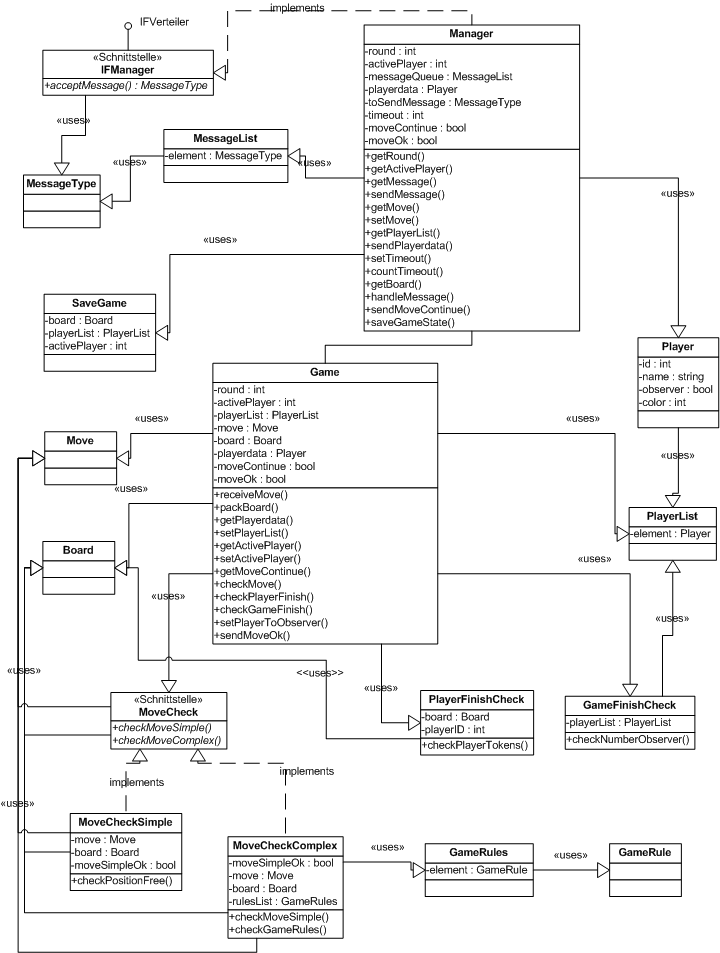 implements
IFVerteiler
«Schnittstelle»
IFManager
+acceptMessage() : MessageType
«uses»
Manager
-round : int
-activePlayer : int
-messageQueue : MessageList
-playerdata : Player
-toSendMessage : MessageType
-timeout : int
-moveContinue : bool
-moveOk : bool
+getRound()
+getActivePlayer()
+getMessage()
+sendMessage()
+getMove()
+setMove()
+getPlayerList()
+sendPlayerdata()
+setTimeout()
+countTimeout()
+getBoard()
+handleMessage()
+sendMoveContinue()
+saveGameState()
MessageList
-element : MessageType
«uses»
«uses»
MessageType
«uses»
«uses»
SaveGame
-board : Board
-playerList : PlayerList
-activePlayer : int
Player
-id : int
-name : string
-observer : bool
-color : int
«uses»
Game
-round : int
-activePlayer : int
-playerList : PlayerList
-move : Move
-board : Board
-playerdata : Player
-moveContinue : bool
-moveOk : bool
+receiveMove()
+packBoard()
+getPlayerdata()
+setPlayerList()
+getActivePlayer()
+setActivePlayer()
+getMoveContinue()
+checkMove()
+checkPlayerFinish()
+checkGameFinish()
+setPlayerToObserver()
+sendMoveOk()
«uses»
«uses»
Move
«uses»
PlayerList
-element : Player
Board
«uses»
«uses»
«uses»
«uses»
<<uses>>
«uses»
«Schnittstelle»
MoveCheck
+checkMoveSimple()
+checkMoveComplex()
PlayerFinishCheck
-board : Board
-playerID : int
+checkPlayerTokens()
GameFinishCheck
-playerList : PlayerList
+checkNumberObserver()
implements
implements
«uses»
MoveCheckSimple
-move : Move
-board : Board
-moveSimpleOk : bool
+checkPositionFree()
MoveCheckComplex
-moveSimpleOk : bool
-move : Move
-board : Board
-rulesList : GameRules
+checkMoveSimple()
+checkGameRules()
«uses»
GameRules
-element : GameRule
«uses»
GameRule